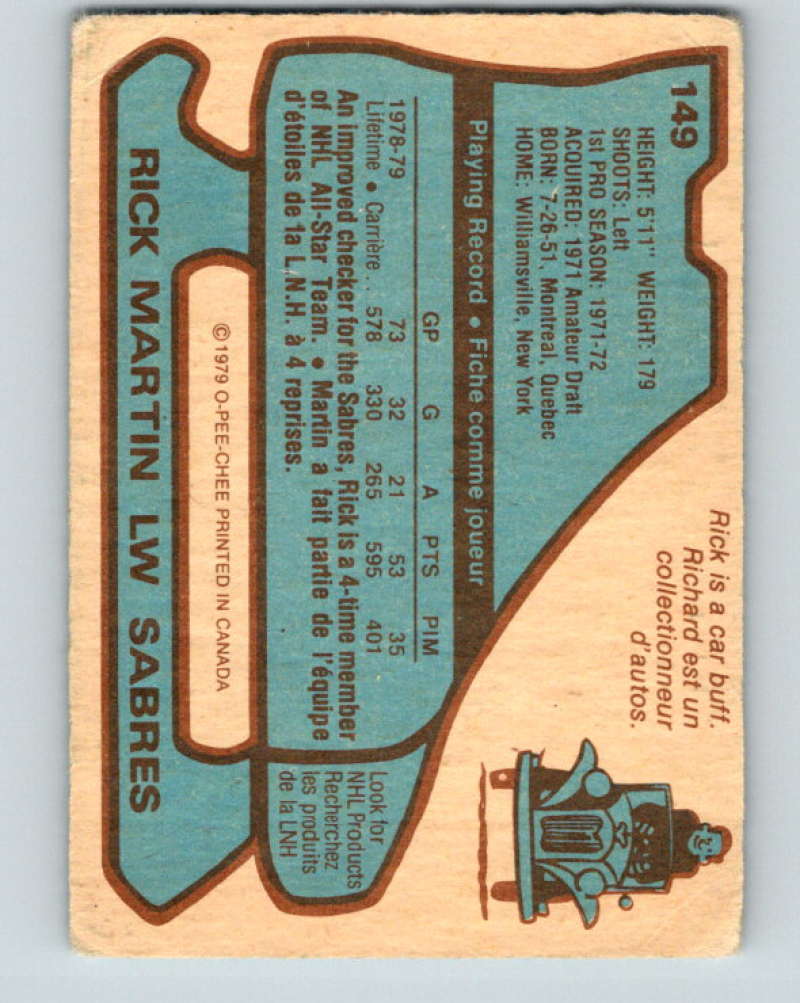 149
HEIGHT: 5'11" WEIGHT: 179
SHOOTS: Left
1st PRO SEASON: 1971-72
ACQUIRED: 1971 Amateur Draft
BORN: 7-26-51, Montreal, Quebec
HOME: Williamsville, New York
Rick is a car buff.
Richard est un
collectionneur
d'autos.
Playing Record • Fiche comme joueur
GP G A PTS PIM
1978-79 73 32 21 53 35
Lifetime • Carrière . . 578 330 265 595 401
An improved checker for the Sabres, Rick is a 4-time member
of NHL All-Star Team. • Martin a fait partie de l'équipe
d'étoiles de 1a L.N.H. à 4 reprises.
Look for
NHL Products
Recherchez
les produits
de la LNH
© 1979 O-PEE-CHEE PRINTED IN CANADA
RICK MARTIN LW SABRES